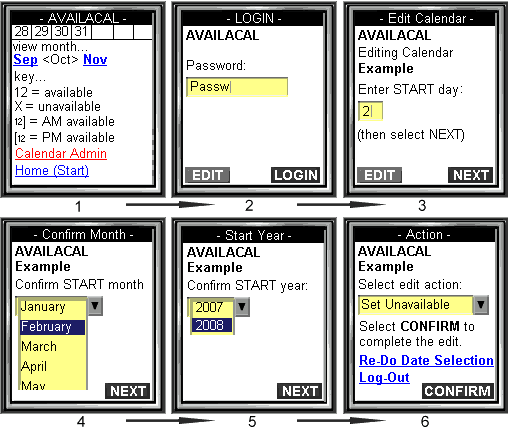 - AVAILACAL -
28 29 30 31
view month...
Sep <Oct> Nov
key...
12 = available
X = unavailable
12] = AM available
[12 = PM available
Calendar Admin
Home (Start)
1
- LOGIN -
AVAILACAL
Password:
Passw
EDIT LOGIN
2
- Edit Calendar -
AVAILACAL
Editing Calendar
Example
Enter START day:
2
(then select NEXT)
EDIT NEXT
3
- Confirm Month -
AVAILACAL
Example
Confirm START month
January
February
March
April
May
NEXT
4
- Start Year -
AVAILACAL
Example
Confirm START year:
2007
2008
NEXT
5
- Action -
AVAILACAL
Example
Select edit action:
Set Unavailable
Select CONFIRM to
complete the edit.
Re-Do Date Selection
Log-Out
CONFIRM
6